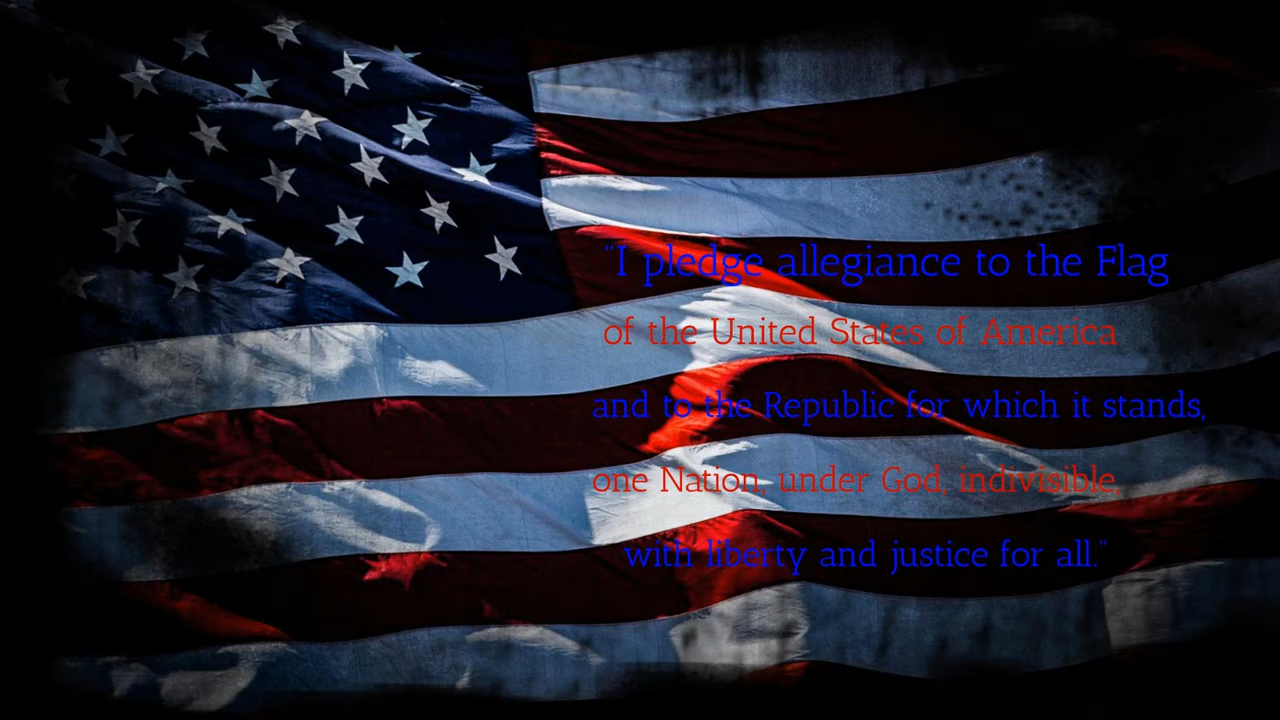 "I pledge allegiance to the Flag
of the United States of America
and to the Republic for which it stands,
one Nation, under God, indivisible,
with liberty and justice for all."